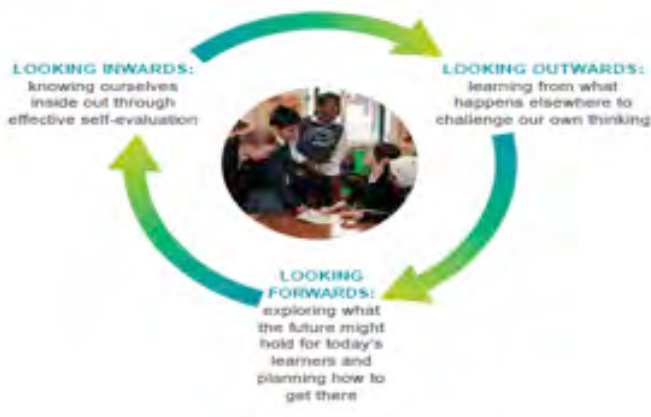 LOOKING INWARDS:
knowing ourselves
inside out through
effective self-evaluation
LOOKING OUTWARDS:
learning from what
happens elsewhere to
challenge our own thinking
LOOKING
FORWARDS:
exploring what
the future might
hold for today's
learners and
planning how to
get there